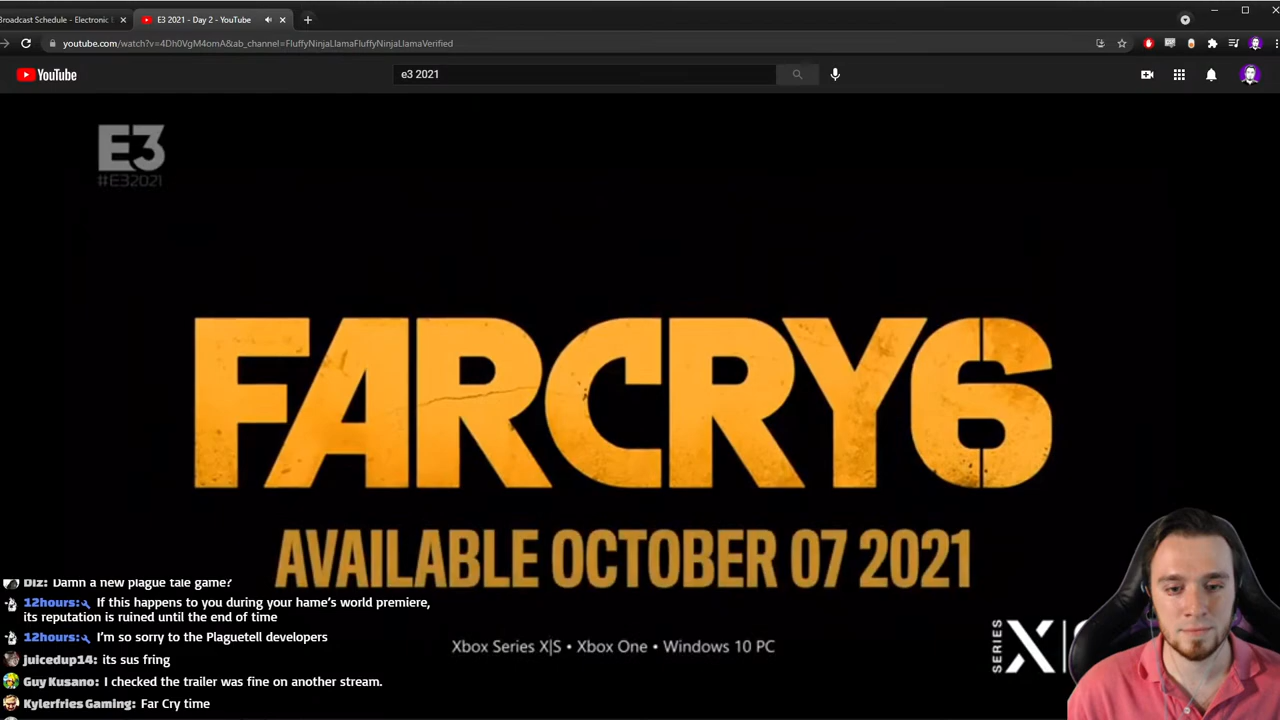 Broadcast Schedule - Electronic E
E3 2021 - Day 2 - YouTube
youtube.com/watch?v=4Dh0VgM4omA&ab_channel=FluffyNinjaLlamaFluffyNinjaLlamaVerified
YouTube
e3 2021
E3
#E32021
FARCRY6
AVAILABLE OCTOBER 07 2021
Xbox Series X|S • Xbox One • Windows 10 PC
SERIES X|S
Diz: Damn a new plague tale game?
12hours: If this happens to you during your hame's world premiere,
its reputation is ruined until the end of time
12hours: I'm so sorry to the Plaguetell developers
juicedup14: its sus fring
Guy Kusano: I checked the trailer was fine on another stream.
Kylerfries Gaming: Far Cry time